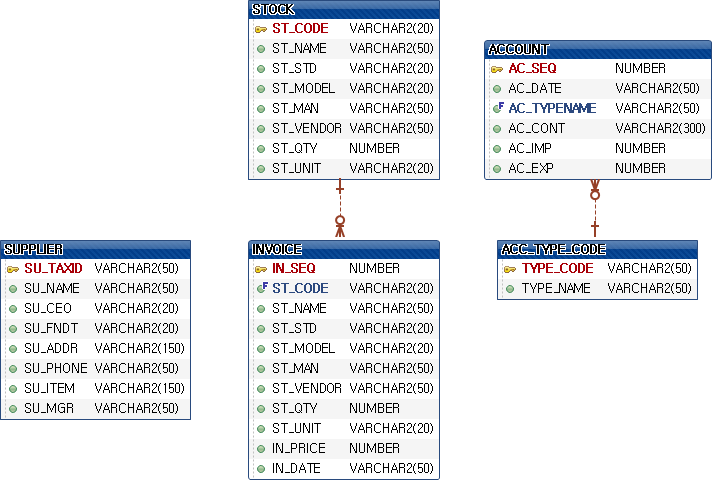 STOCK
ST_CODE VARCHAR2(20)
ST_NAME VARCHAR2(50)
ST_STD VARCHAR2(20)
ST_MODEL VARCHAR2(20)
ST_MAN VARCHAR2(50)
ST_VENDOR VARCHAR2(50)
ST_QTY NUMBER
ST_UNIT VARCHAR2(20)
ACCOUNT
AC_SEQ NUMBER
AC_DATE VARCHAR2(50)
F AC_TYPENAME VARCHAR2(50)
AC_CONT VARCHAR2(300)
AC_IMP NUMBER
AC_EXP NUMBER
SUPPLIER
SU_TAXID VARCHAR2(50)
SU_NAME VARCHAR2(50)
SU_CEO VARCHAR2(20)
SU_FNDT VARCHAR2(20)
SU_ADDR VARCHAR2(150)
SU_PHONE VARCHAR2(50)
SU_ITEM VARCHAR2(150)
SU_MGR VARCHAR2(50)
INVOICE
IN_SEQ NUMBER
F ST_CODE VARCHAR2(20)
ST_NAME VARCHAR2(50)
ST_STD VARCHAR2(20)
ST_MODEL VARCHAR2(20)
ST_MAN VARCHAR2(50)
ST_VENDOR VARCHAR2(50)
ST_QTY NUMBER
ST_UNIT VARCHAR2(20)
IN_PRICE NUMBER
IN_DATE VARCHAR2(50)
ACC_TYPE_CODE
TYPE_CODE VARCHAR2(50)
TYPE_NAME VARCHAR2(50)